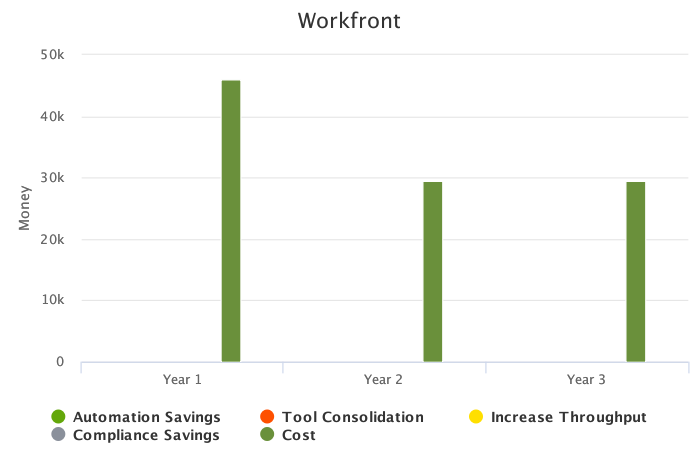 Workfront
50k
40k
30k
20k
10k
0
Money
Year 1 Year 2 Year 3
Automation Savings Tool Consolidation Increase Throughput
Compliance Savings Cost